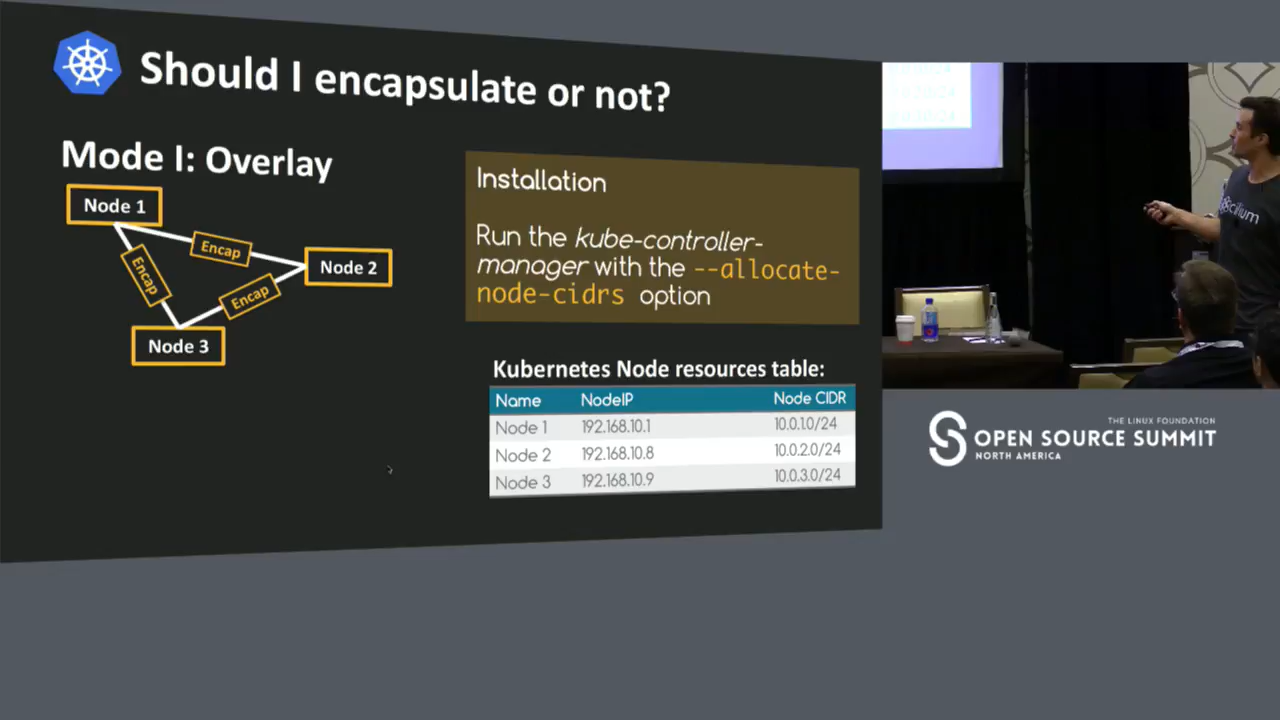 Should I encapsulate or not?
Mode I: Overlay
Node 1
Encap
Encap
Node 2
Encap
Node 3
Installation
Run the kube-controller-
manager with the --allocate-
node-cidrs option
Kubernetes Node resources table:
Name NodeIP Node CIDR
Node 1 192.168.10.1 10.0.1.0/24
Node 2 192.168.10.8 10.0.2.0/24
Node 3 192.168.10.9 10.0.3.0/24
cilium
THE LINUX FOUNDATION
OPEN SOURCE SUMMIT
NORTH AMERICA